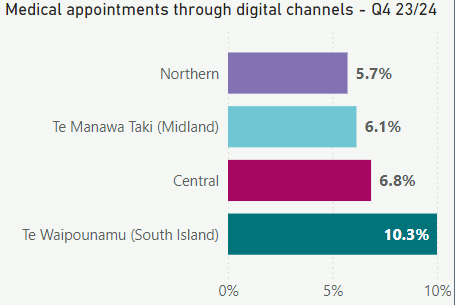 Medical appointments through digital channels - Q4 23/24
Northern 5.7%
Te Manawa Taki (Midland) 6.1%
Central 6.8%
Te Waipounamu (South Island) 10.3%
0% 5% 10%